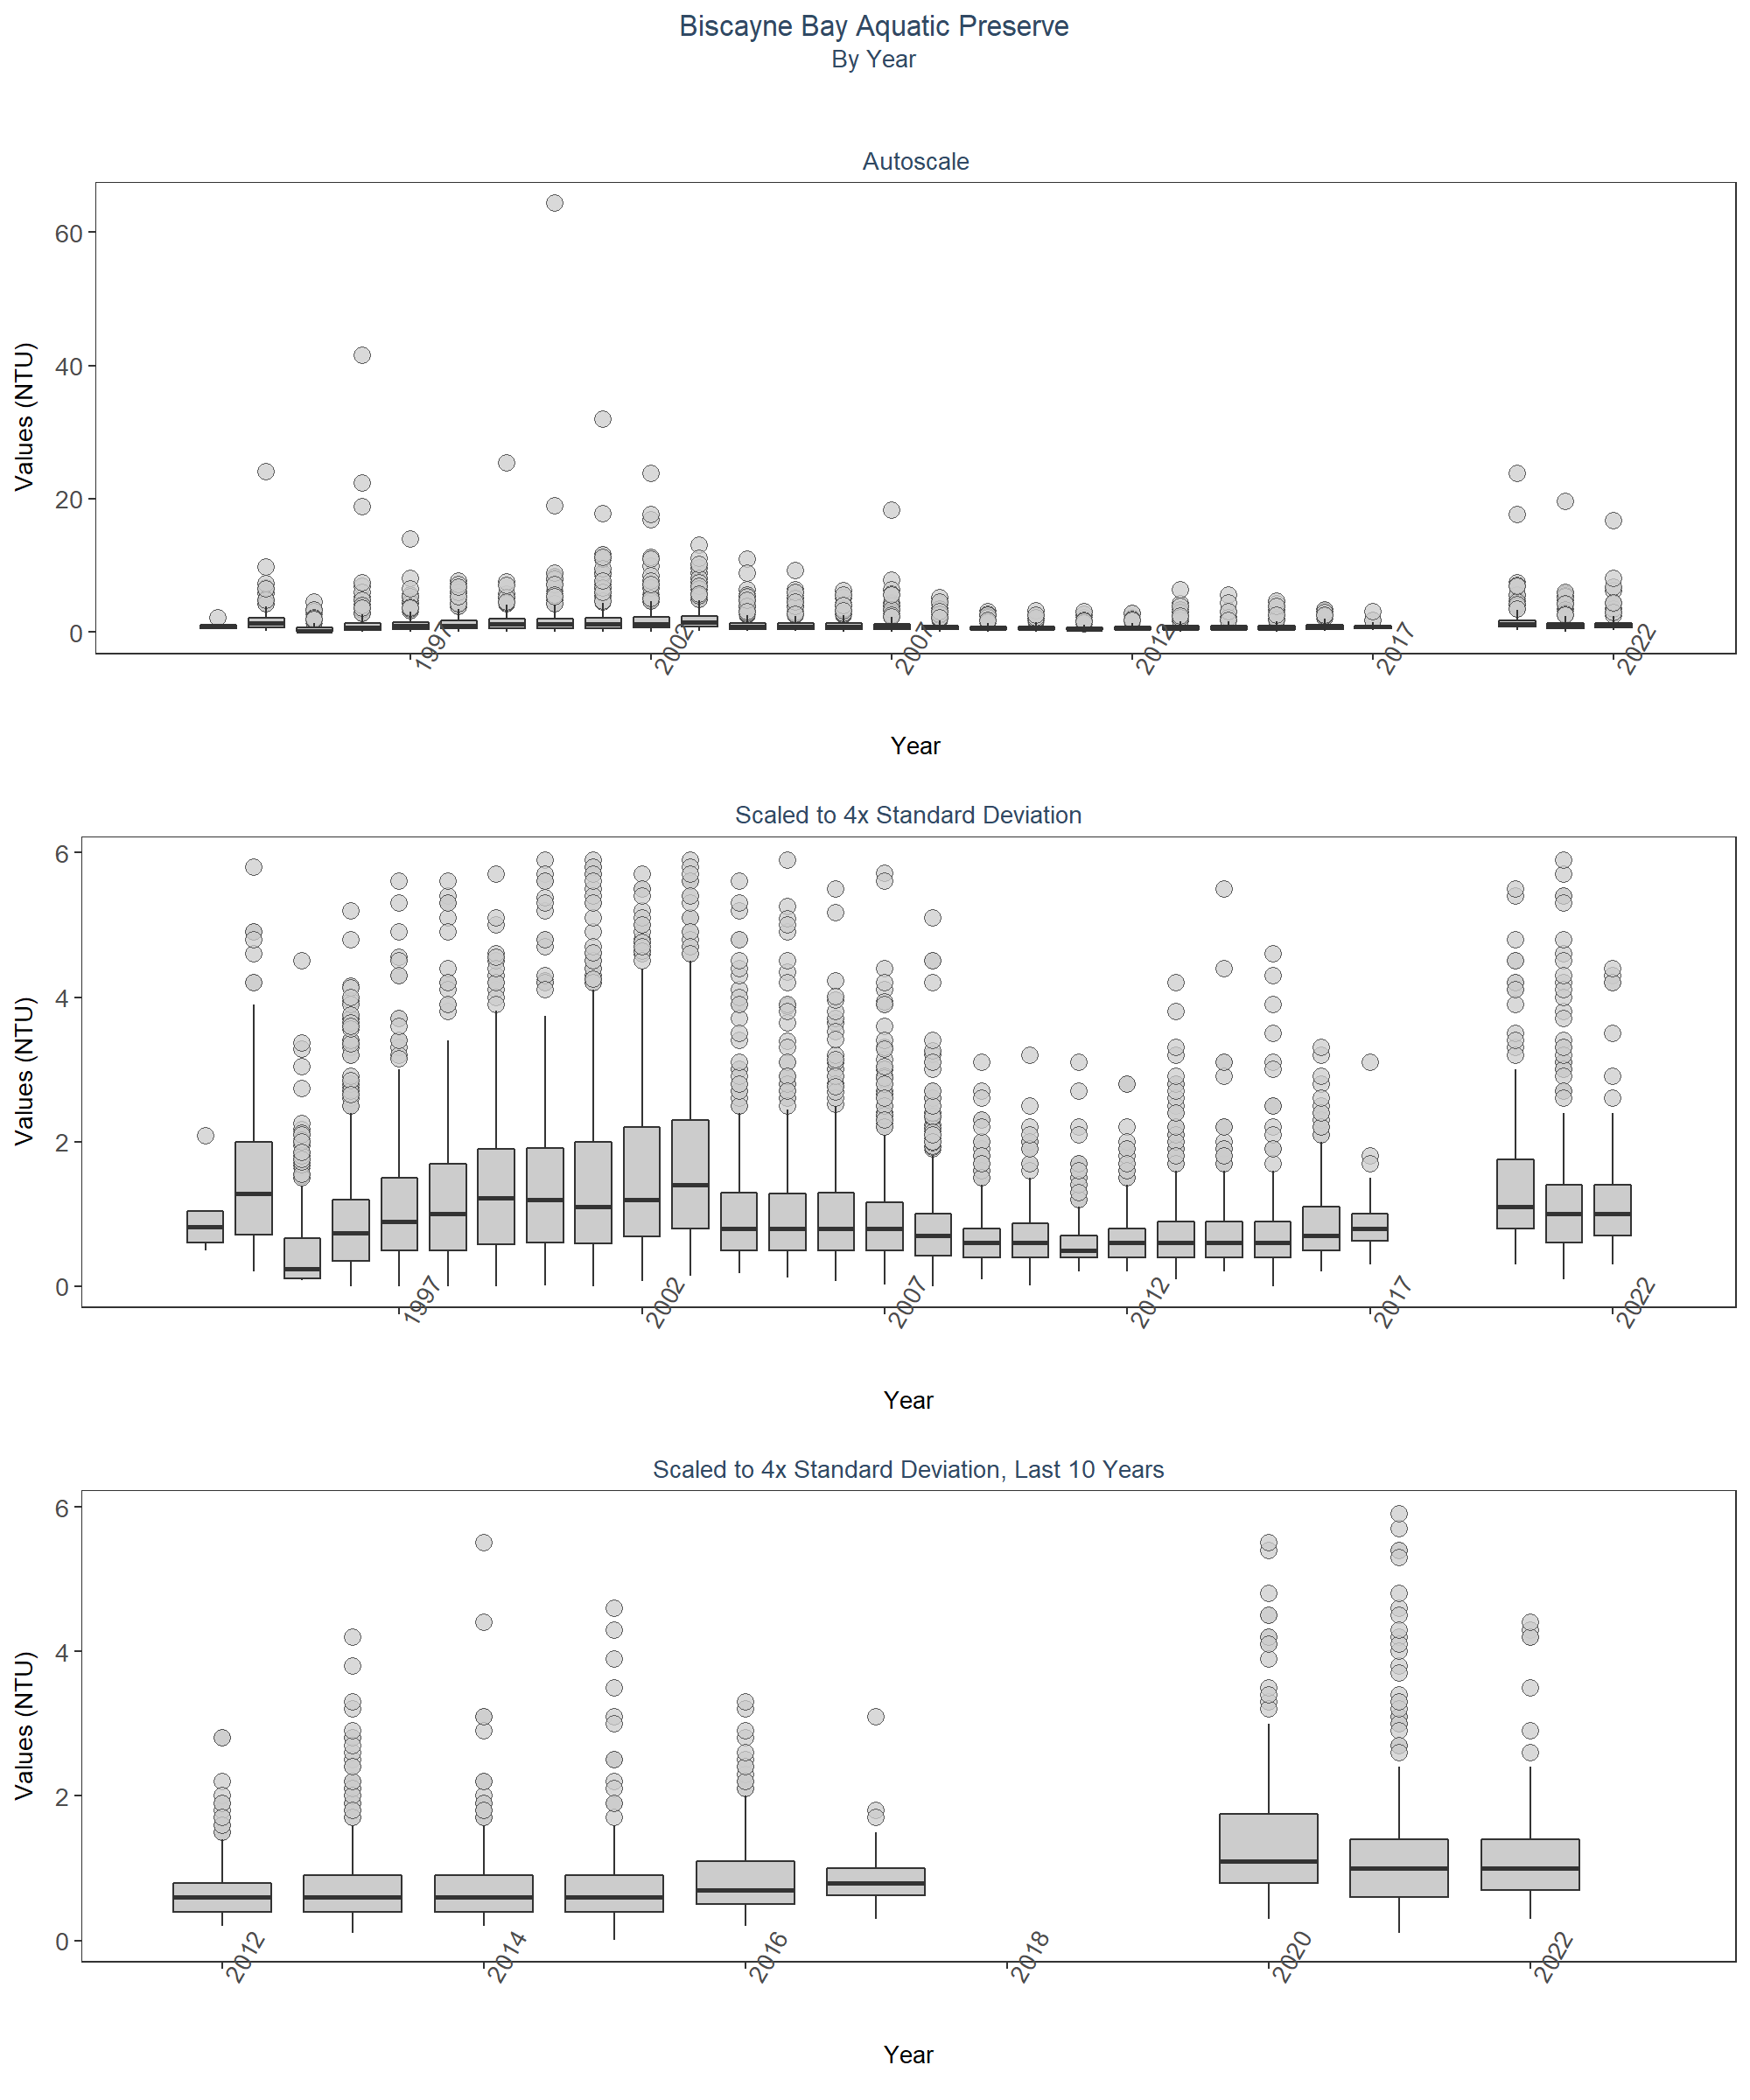 Biscayne Bay Aquatic Preserve
By Year
Autoscale
Values (NTU)
60
40
20
0
1997
2002
2007
2012
2017
2022
Year
Scaled to 4x Standard Deviation
Values (NTU)
6
4
2
0
1997
2002
2007
2012
2017
2022
Year
Scaled to 4x Standard Deviation, Last 10 Years
Values (NTU)
6
4
2
0
2012
2014
2016
2018
2020
2022
Year